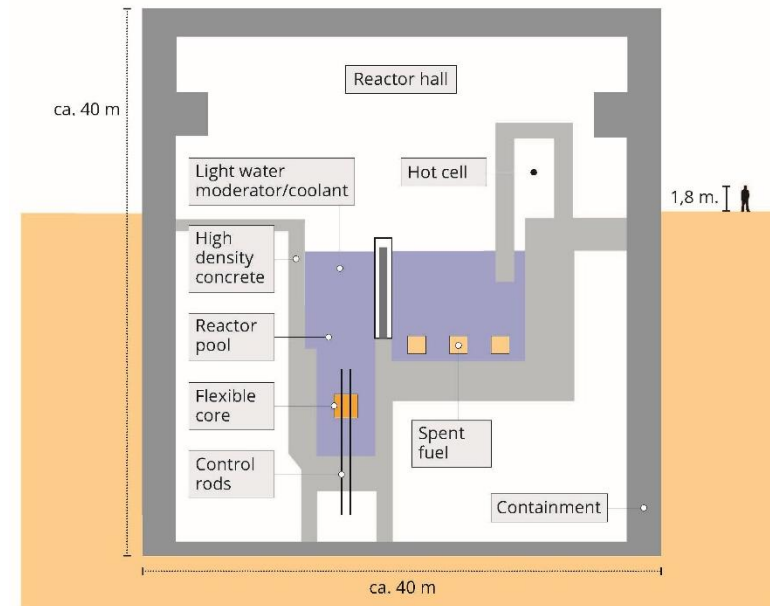 Reactor hall
ca. 40 m
Light water
moderator/coolant
Hot cell
1,8 m.
High
density
concrete
Reactor
pool
Flexible
core
Spent
fuel
Control
rods
Containment
ca. 40 m